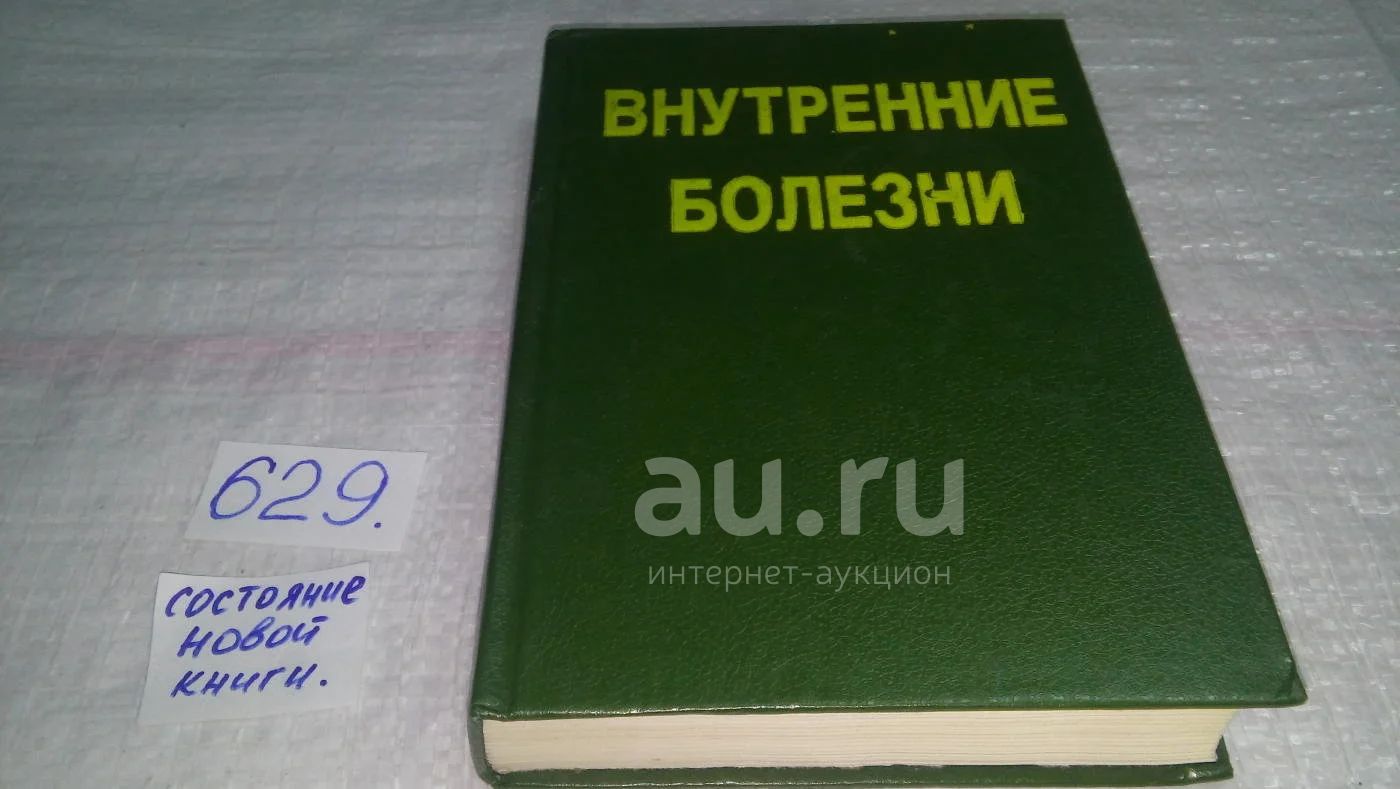 ВНУТРЕННИЕ
БОЛЕЗНИ
629.
состояние
новой
книги.
au.ru
интернет-аукцион